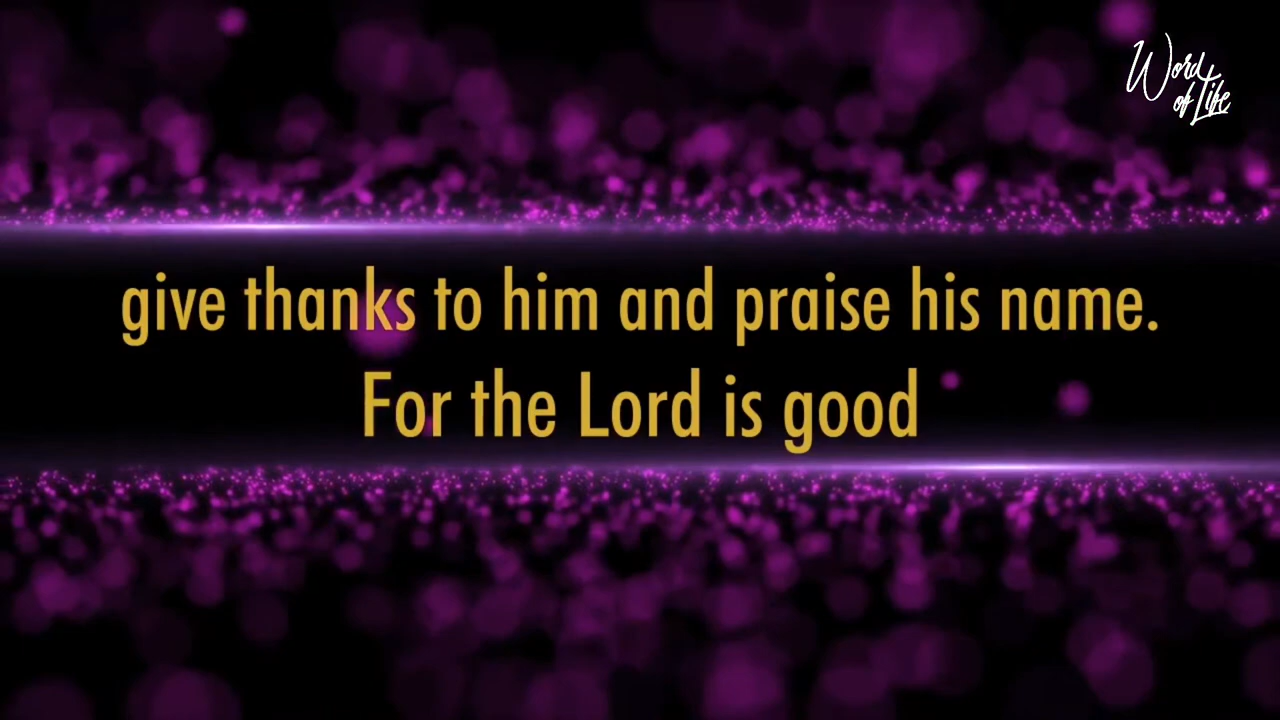 Word
of Life
give thanks to him and praise his name.
For the Lord is good